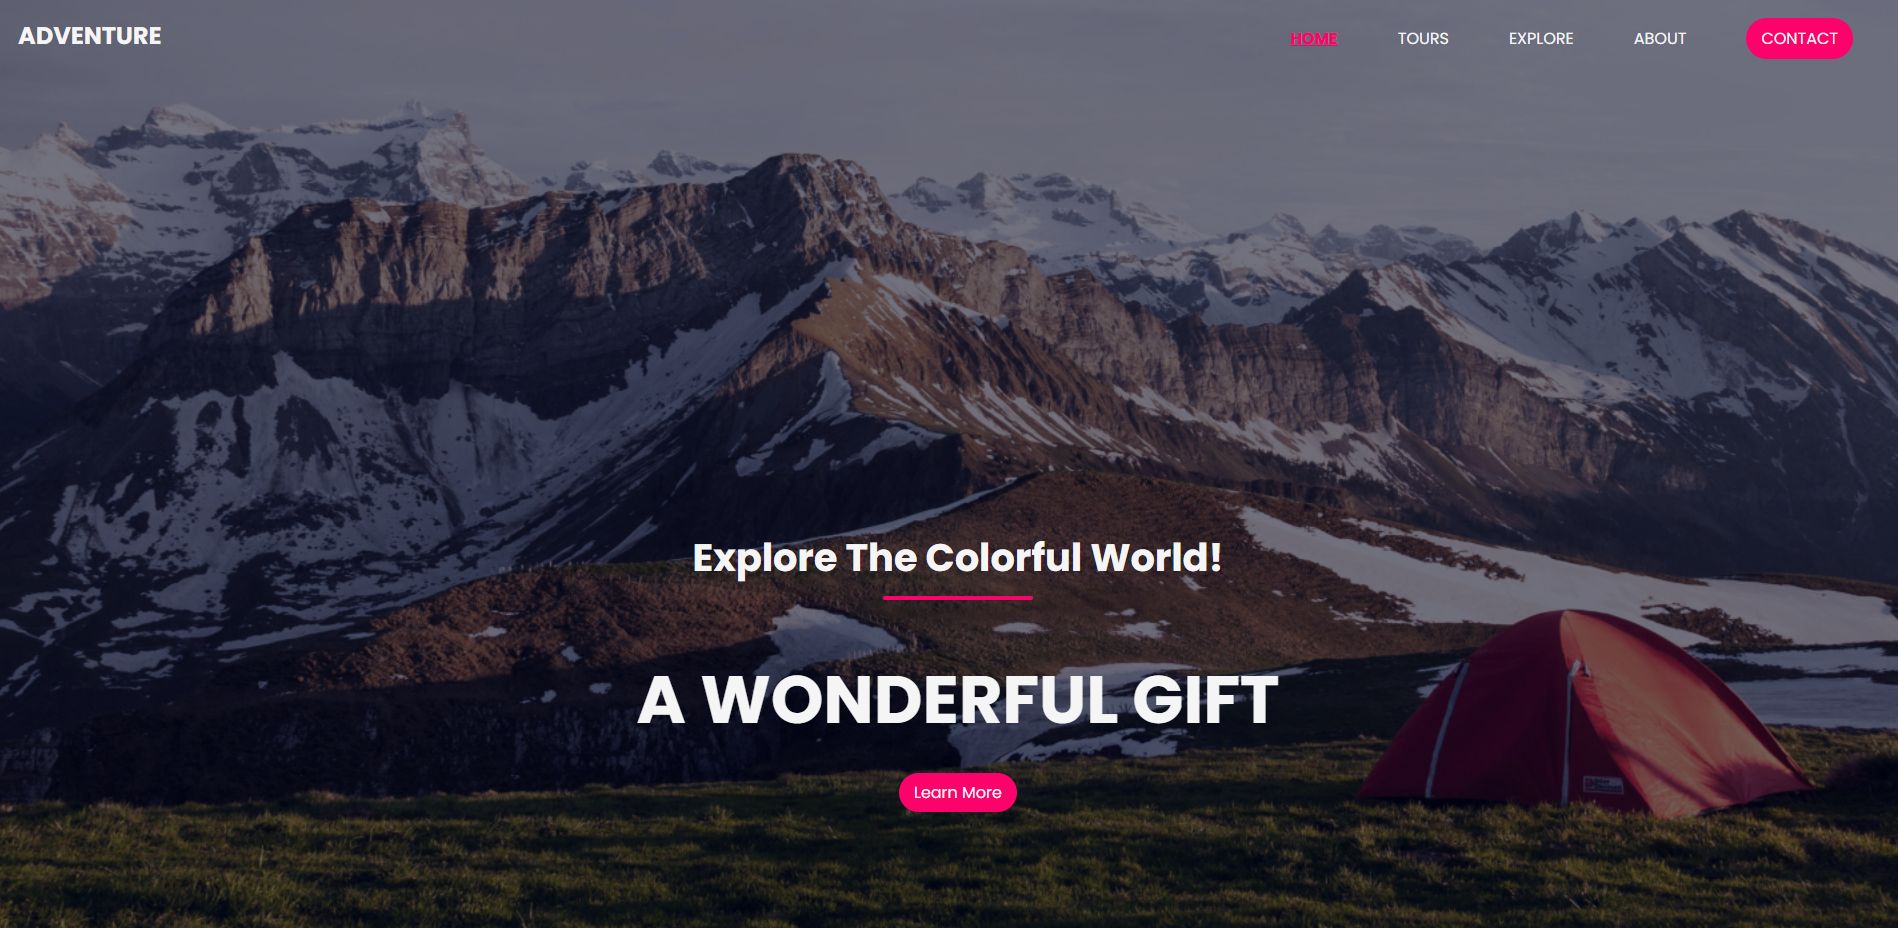 ADVENTURE
HOME TOURS EXPLORE ABOUT CONTACT
Explore The Colorful World!
A WONDERFUL GIFT
Learn More